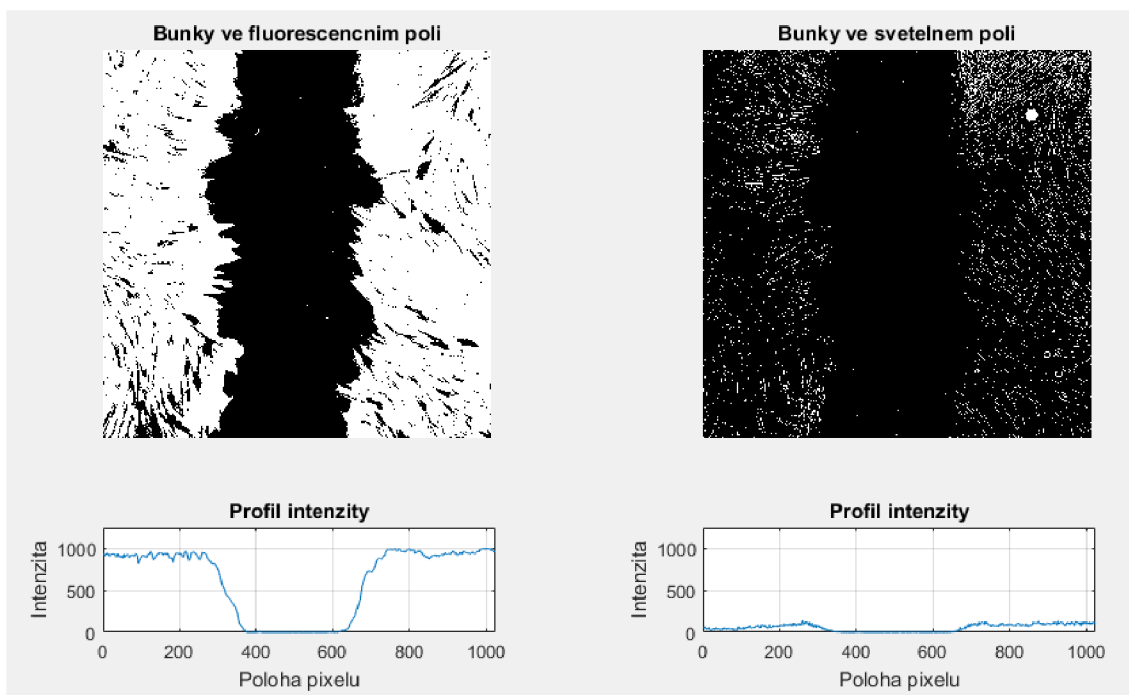 Bunky ve fluorescencnim poli
Bunky ve svetelnem poli
Profil intenzity
Intenzita
1000
500
0
0
200
400
600
800
1000
Poloha pixelu
Profil intenzity
Intenzita
1000
500
0
0
200
400
600
800
1000
Poloha pixelu